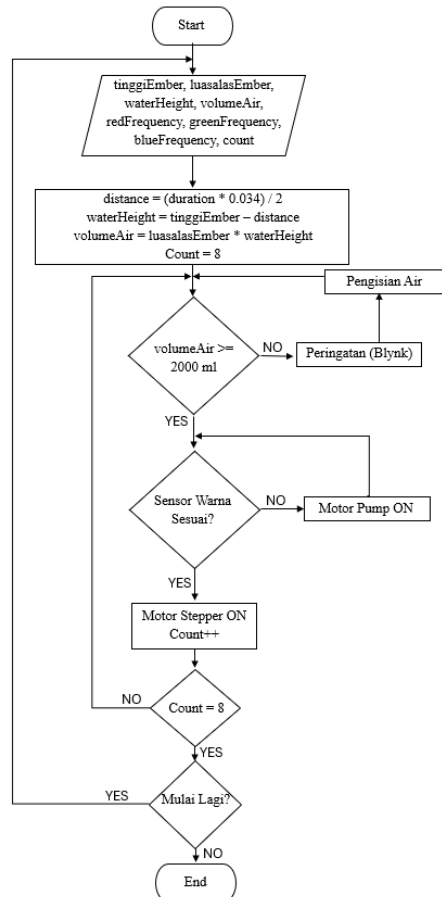 Start
tinggiEmber, luasalasEmber,
waterHeight, volumeAir,
redFrequency, greenFrequency,
blueFrequency, count
distance = (duration * 0.034) / 2
waterHeight = tinggiEmber – distance
volumeAir = luasalasEmber * waterHeight
Count = 8
Pengisian Air
volumeAir >=
2000 ml
NO
Peringatan (Blynk)
YES
Sensor Warna
Sesuai?
NO
Motor Pump ON
YES
Motor Stepper ON
Count++
NO
Count = 8
YES
YES
Mulai Lagi?
NO
End